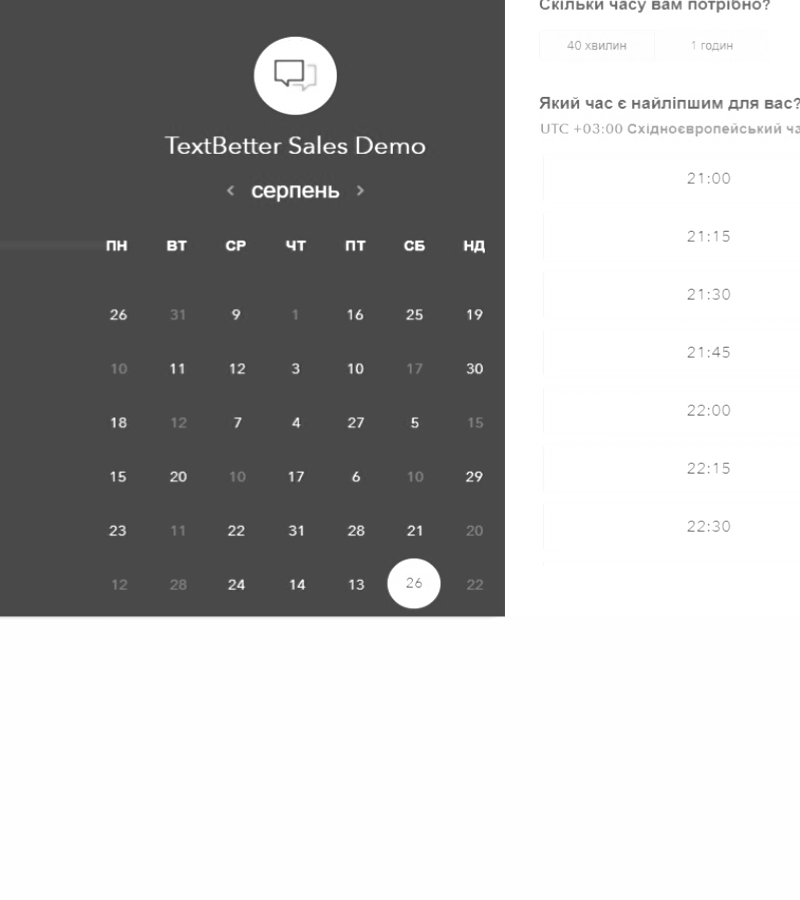 TextBetter Sales Demo
< серпень >
ПН ВТ СР ЧТ ПТ СБ НД
26 31 9 1 16 25 19
10 11 12 3 10 17 30
18 12 7 4 27 5 15
15 20 10 17 6 10 29
23 11 22 31 28 21 20
12 28 24 14 13 26 22
Скільки часу вам потрібно?
40 хвилин 1 годин
Який час є найліпшим для вас?
UTC +03:00 Східноєвропейський ча
21:00
21:15
21:30
21:45
22:00
22:15
22:30